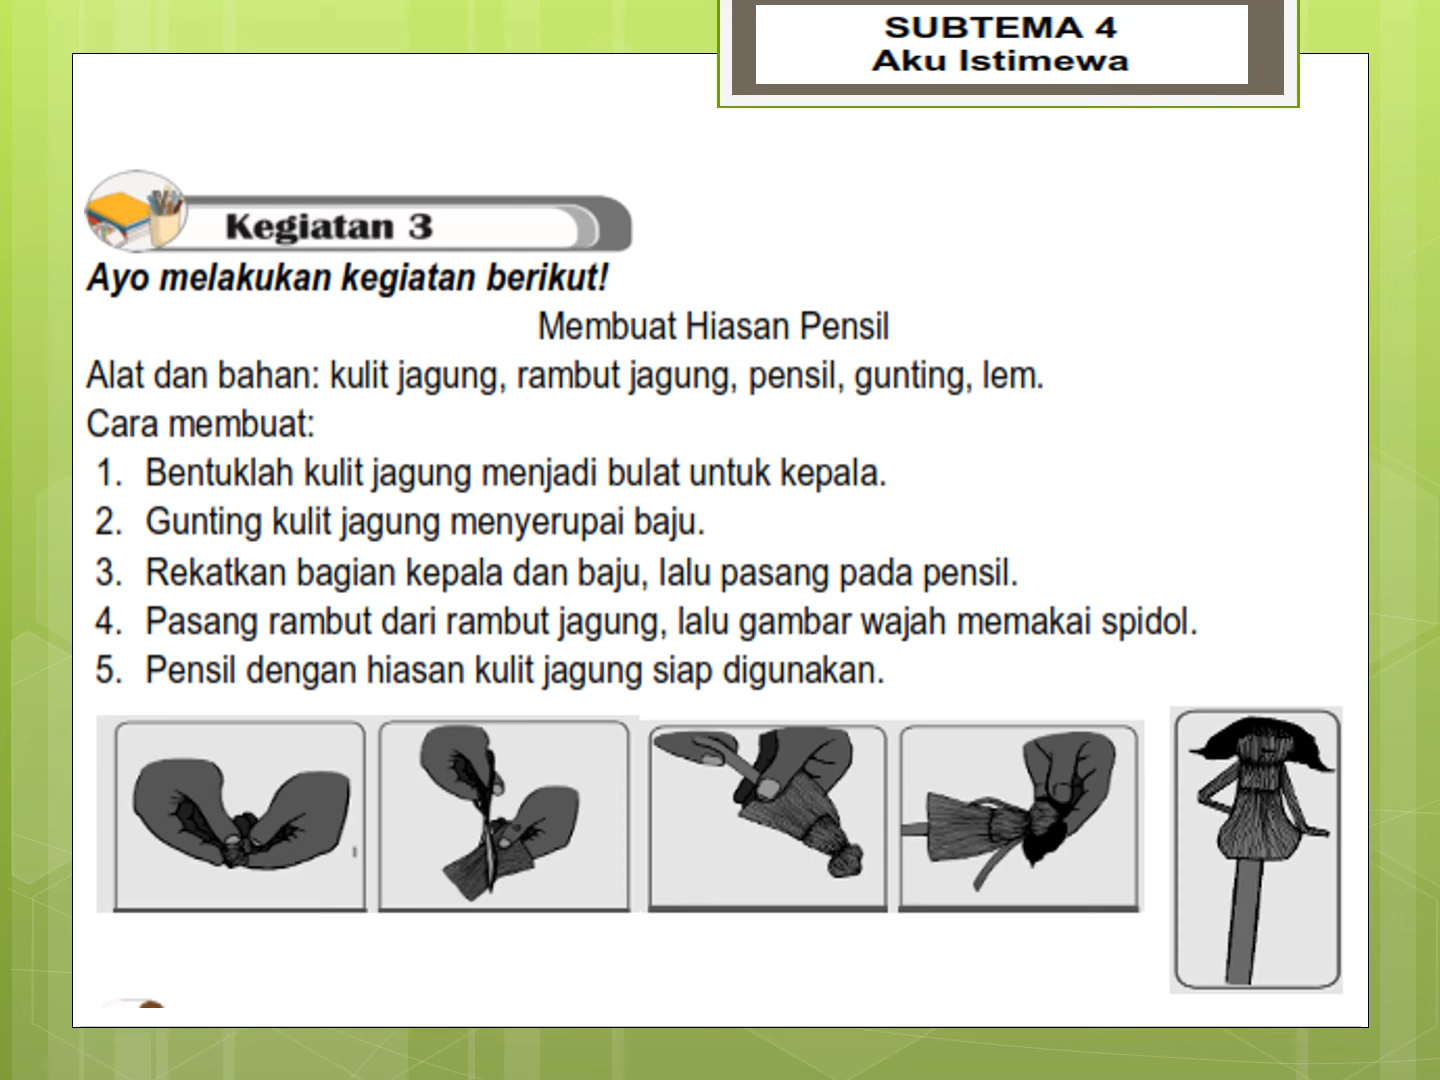 SUBTEMA 4
Aku Istimewa
Kegiatan 3
Ayo melakukan kegiatan berikut!
Membuat Hiasan Pensil
Alat dan bahan: kulit jagung, rambut jagung, pensil, gunting, lem.
Cara membuat:
1. Bentuklah kulit jagung menjadi bulat untuk kepala.
2. Gunting kulit jagung menyerupai baju.
3. Rekatkan bagian kepala dan baju, lalu pasang pada pensil.
4. Pasang rambut dari rambut jagung, lalu gambar wajah memakai spidol.
5. Pensil dengan hiasan kulit jagung siap digunakan.